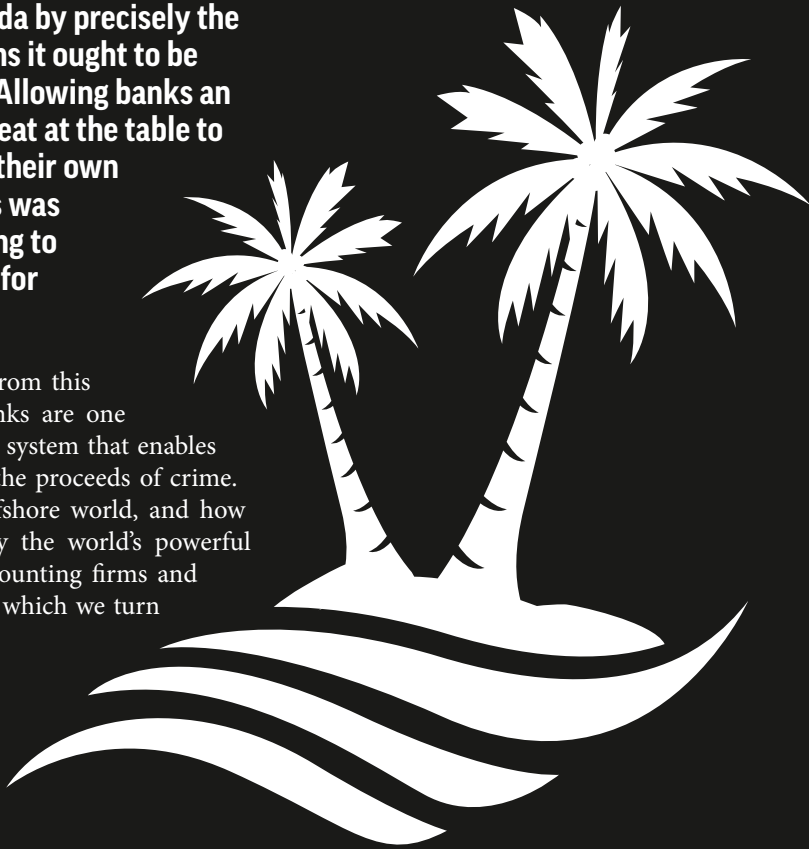 da by precisely the
ns it ought to be
Allowing banks an
eat at the table to
their own
s was
ng to
for
rom this
nks are one
system that enables
the proceeds of crime.
fshore world, and how
y the world’s powerful
ounting firms and
which we turn